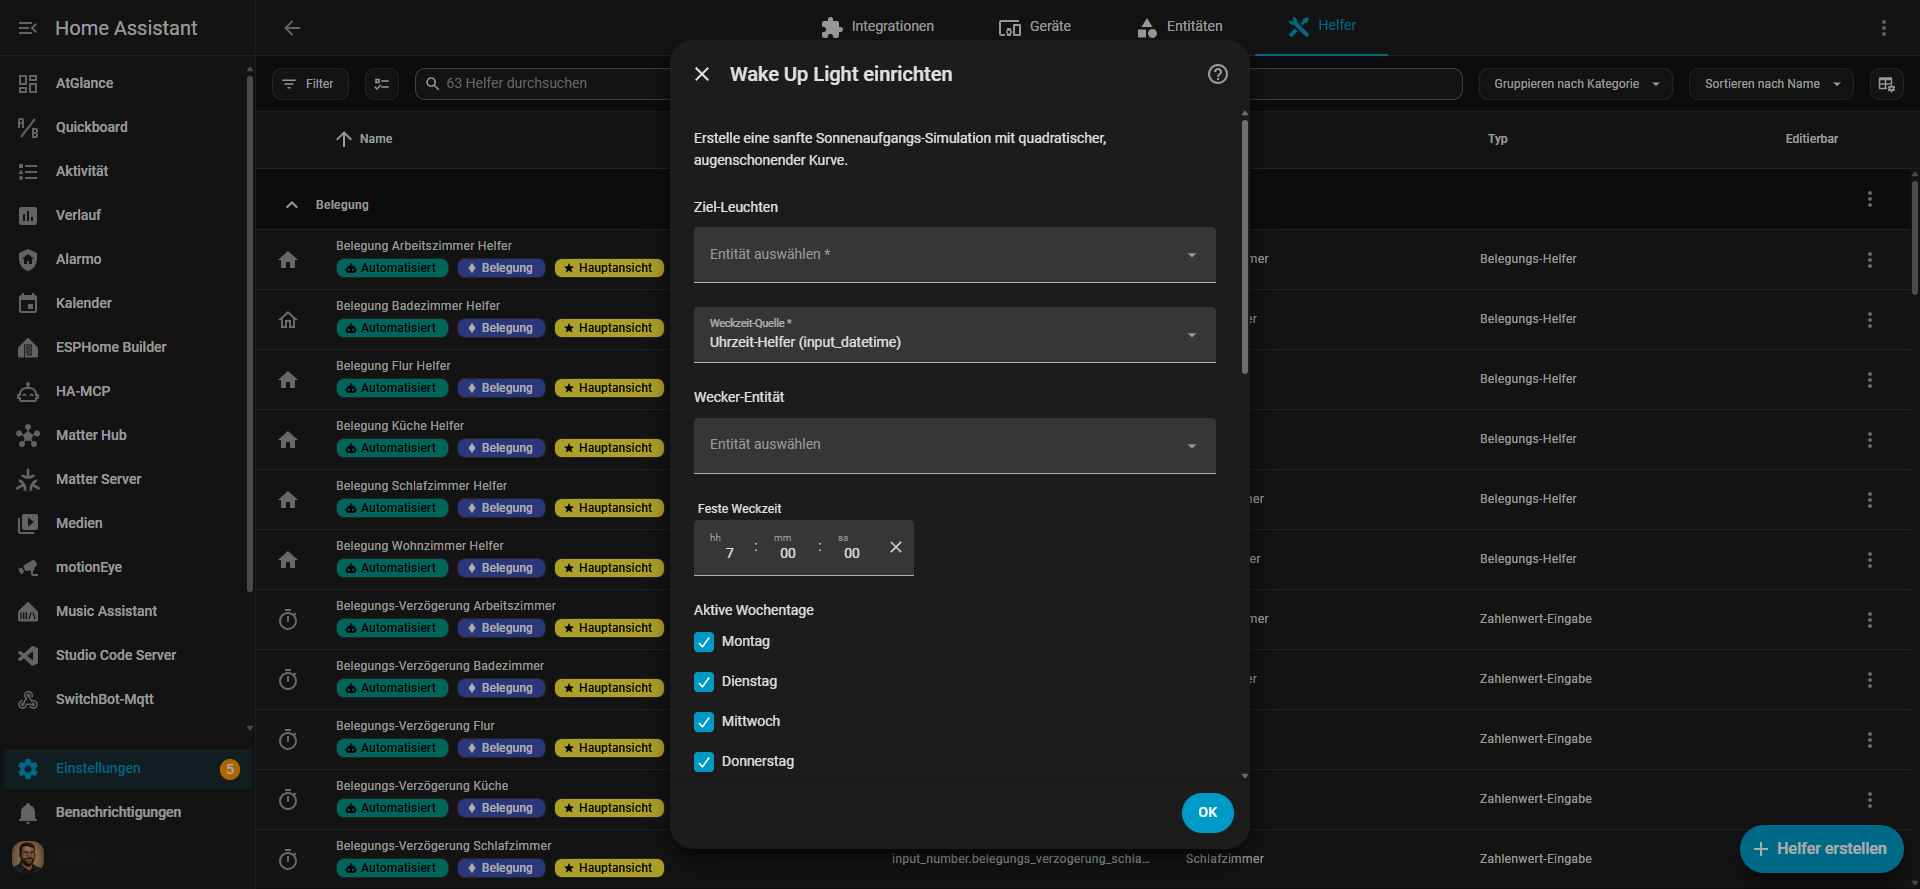 Home Assistant
AtGlance
Quickboard
Aktivität
Verlauf
Alarmo
Kalender
ESPHome Builder
HA-MCP
Matter Hub
Matter Server
Medien
motionEye
Music Assistant
Studio Code Server
SwitchBot-Mqtt
Einstellungen 5
Benachrichtigungen
Integrationen Geräte Entitäten Helfer
Filter 63 Helfer durchsuchen Gruppieren nach Kategorie Sortieren nach Name
Name Typ Editierbar
Belegung
Belegung Arbeitszimmer Helfer
Automatisiert Belegung Hauptansicht
mer Belegungs-Helfer
Belegung Badezimmer Helfer
Automatisiert Belegung Hauptansicht
er Belegungs-Helfer
Belegung Flur Helfer
Automatisiert Belegung Hauptansicht
Belegungs-Helfer
Belegung Küche Helfer
Automatisiert Belegung Hauptansicht
Belegungs-Helfer
Belegung Schlafzimmer Helfer
Automatisiert Belegung Hauptansicht
er Belegungs-Helfer
Belegung Wohnzimmer Helfer
Automatisiert Belegung Hauptansicht
er Belegungs-Helfer
Belegungs-Verzögerung Arbeitszimmer
Automatisiert Belegung Hauptansicht
mer Zahlenwert-Eingabe
Belegungs-Verzögerung Badezimmer
Automatisiert Belegung Hauptansicht
er Zahlenwert-Eingabe
Belegungs-Verzögerung Flur
Automatisiert Belegung Hauptansicht
Zahlenwert-Eingabe
Belegungs-Verzögerung Küche
Automatisiert Belegung Hauptansicht
Zahlenwert-Eingabe
Belegungs-Verzögerung Schlafzimmer
Automatisiert Belegung Hauptansicht
input_number.belegungs_verzogerung_schla... Schlafzimmer Zahlenwert-Eingabe
Helfer erstellen
Wake Up Light einrichten
Erstelle eine sanfte Sonnenaufgangs-Simulation mit quadratischer,
augenschonender Kurve.
Ziel-Leuchten
Entität auswählen *
Weckzeit-Quelle *
Uhrzeit-Helfer (input_datetime)
Wecker-Entität
Entität auswählen
Feste Weckzeit
hh mm ss
7 : 00 : 00
Aktive Wochentage
Montag
Dienstag
Mittwoch
Donnerstag
OK